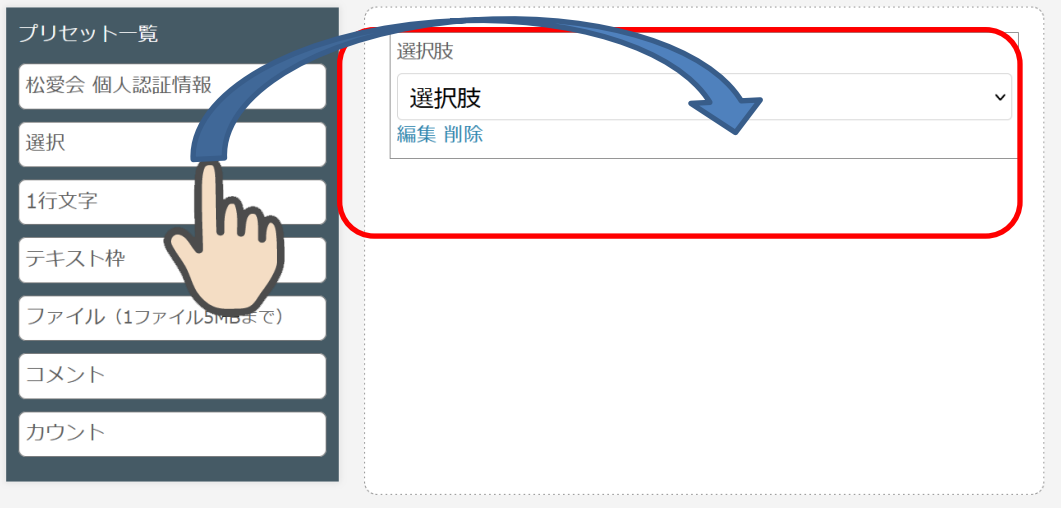 プリセット一覧
松愛会 個人認証情報
選択
1行文字
テキスト枠
ファイル（1ファイル5MBまで）
コメント
カウント
選択肢
選択肢
編集 削除